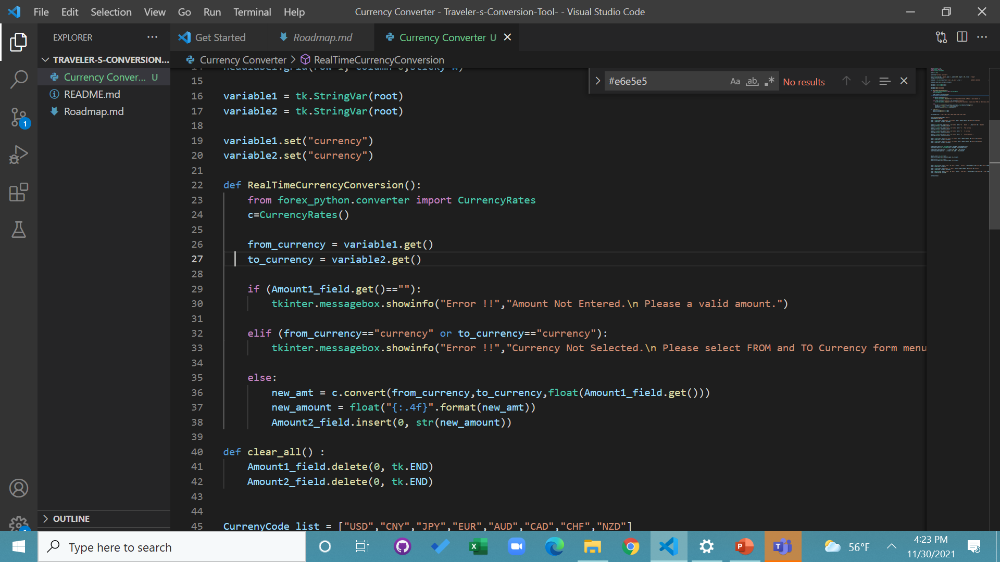 File Edit Selection View Go Run Terminal Help
Currency Converter - Traveler-s-Conversion-Tool- - Visual Studio Code
EXPLORER
Get Started
Roadmap.md
Currency Converter U
TRAVELER-S-CONVERSION...
Currency Conver... U
README.md
Roadmap.md
Currency Converter > RealTimeCurrencyConversion
#e6e5e5
Aa ab .*
No results
15
16 variable1 = tk.StringVar(root)
17 variable2 = tk.StringVar(root)
18
19 variable1.set("currency")
20 variable2.set("currency")
21
22 def RealTimeCurrencyConversion():
23 from forex_python.converter import CurrencyRates
24 c=CurrencyRates()
25
26 from_currency = variable1.get()
27 to_currency = variable2.get()
28
29 if (Amount1_field.get()==""):
30 tkinter.messagebox.showinfo("Error !!","Amount Not Entered.\n Please a valid amount.")
31
32 elif (from_currency=="currency" or to_currency=="currency"):
33 tkinter.messagebox.showinfo("Error !!","Currency Not Selected.\n Please select FROM and TO Currency form menu
34
35 else:
36 new_amt = c.convert(from_currency,to_currency,float(Amount1_field.get()))
37 new_amount = float("{:.4f}".format(new_amt))
38 Amount2_field.insert(0, str(new_amount))
39
40 def clear_all() :
41 Amount1_field.delete(0, tk.END)
42 Amount2_field.delete(0, tk.END)
43
44
45 CurrenyCode_list = ["USD","CNY","JPY","EUR","AUD","CAD","CHF","NZD"]
1
OUTLINE
Type here to search
56°F
4:23 PM
11/30/2021